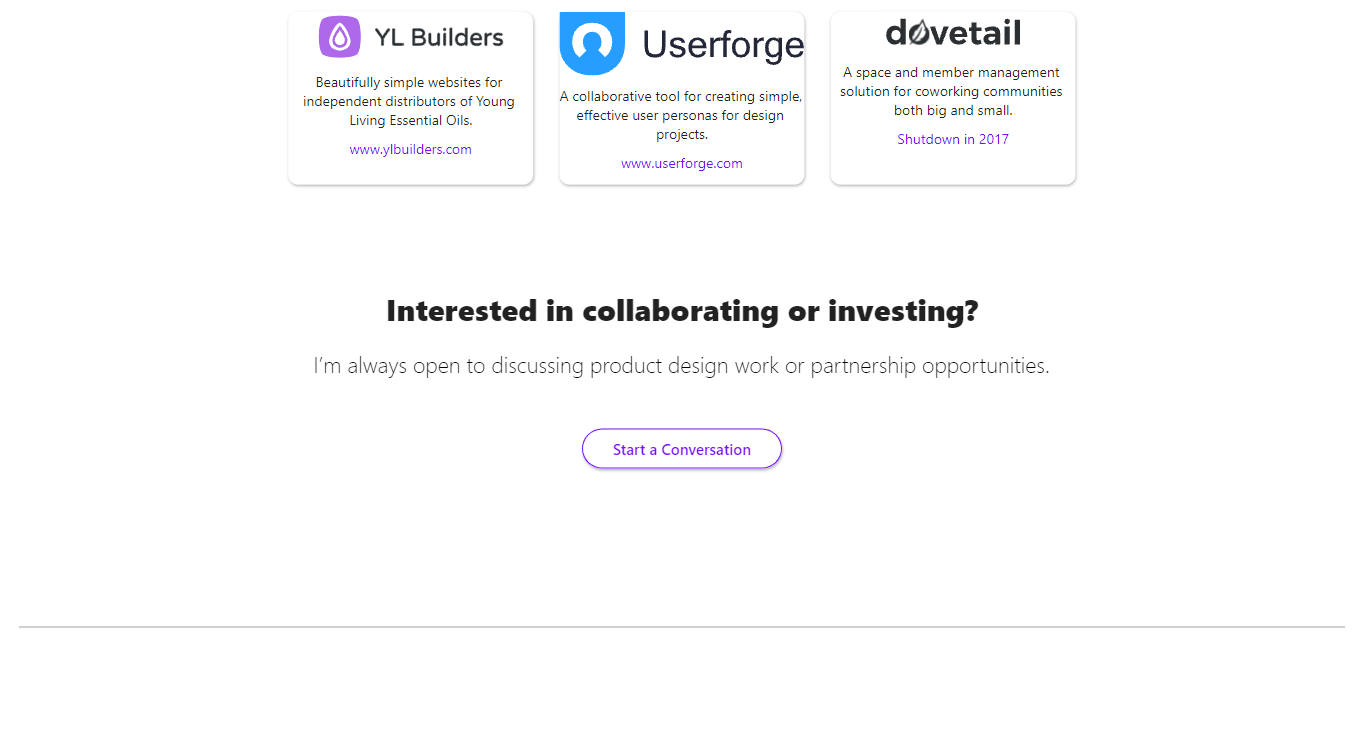 YL Builders
Beautifully simple websites for
independent distributors of Young
Living Essential Oils.
www.ylbuilders.com
Userforge
A collaborative tool for creating simple,
effective user personas for design
projects.
www.userforge.com
dovetail
A space and member management
solution for coworking communities
both big and small.
Shutdown in 2017
Interested in collaborating or investing?
I’m always open to discussing product design work or partnership opportunities.
Start a Conversation